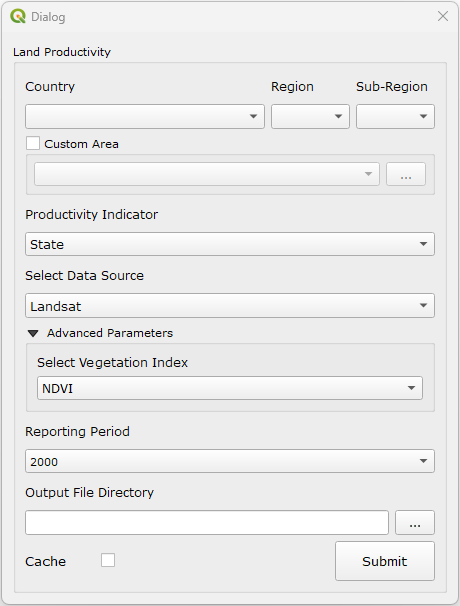 Dialog
Land Productivity
Country Region Sub-Region
Custom Area
...
Productivity Indicator
State
Select Data Source
Landsat
Advanced Parameters
Select Vegetation Index
NDVI
Reporting Period
2000
Output File Directory
...
Cache Submit